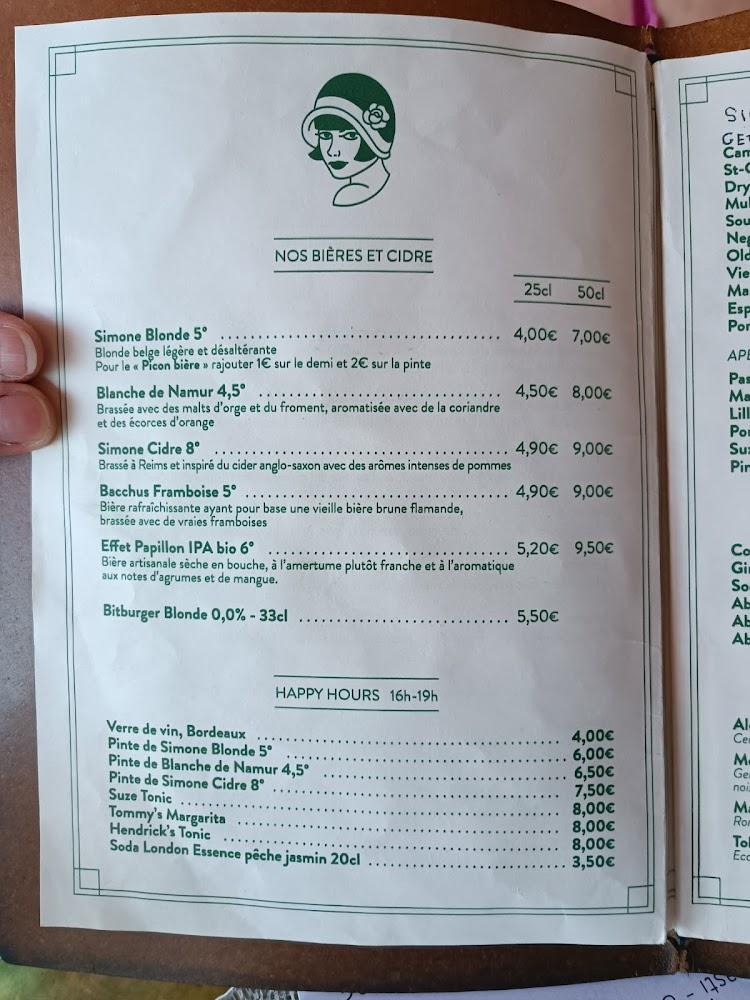 NOS BIÈRES ET CIDRE
25cl 50cl
Simone Blonde 5° 4,00€ 7,00€
Blonde belge légère et désaltérante
Pour le « Picon bière » rajouter 1€ sur le demi et 2€ sur la pinte
Blanche de Namur 4,5° 4,50€ 8,00€
Brassée avec des malts d'orge et du froment, aromatisée avec de la coriandre
et des écorces d'orange
Simone Cidre 8° 4,90€ 9,00€
Brassé à Reims et inspiré du cider anglo-saxon avec des arômes intenses de pommes
Bacchus Framboise 5° 4,90€ 9,00€
Bière rafraîchissante ayant pour base une vieille bière brune flamande,
brassée avec de vraies framboises
Effet Papillon IPA bio 6° 5,20€ 9,50€
Bière artisanale sèche en bouche, à l'amertume plutôt franche et à l'aromatique
aux notes d'agrumes et de mangue.
Bitburger Blonde 0,0% - 33cl 5,50€
HAPPY HOURS 16h-19h
Verre de vin, Bordeaux 4,00€
Pinte de Simone Blonde 5° 6,00€
Pinte de Blanche de Namur 4,5° 6,50€
Pinte de Simone Cidre 8° 7,50€
Suze Tonic 8,00€
Tommy's Margarita 8,00€
Hendrick's Tonic 8,00€
Soda London Essence pêche jasmin 20cl 3,50€